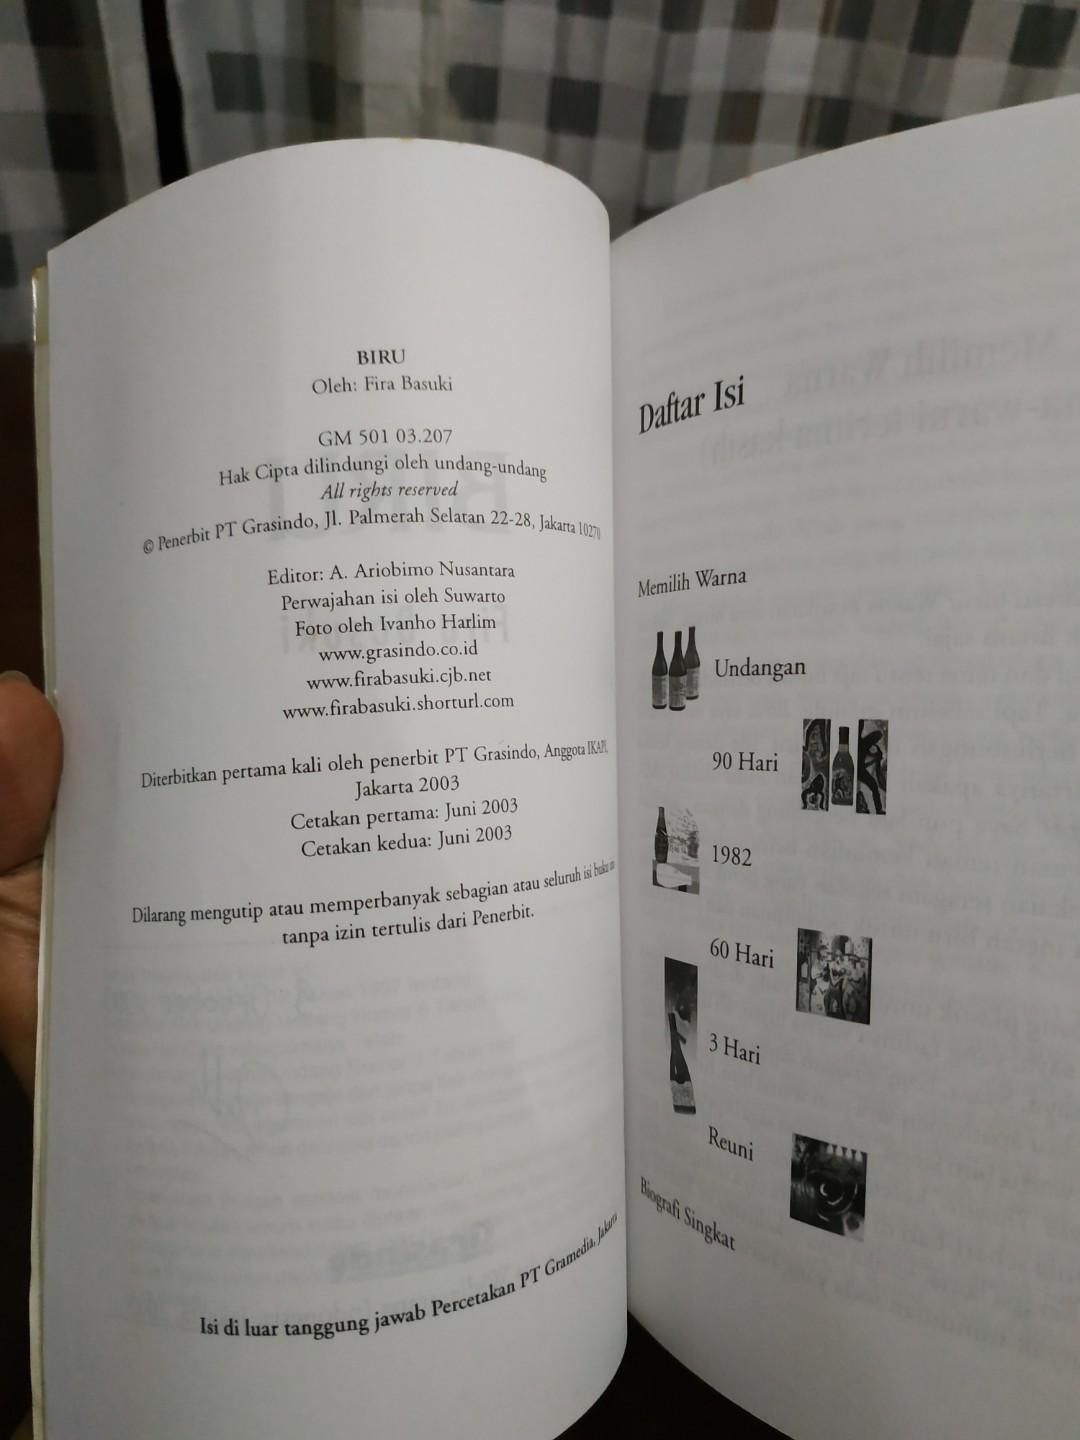 BIRU
Oleh: Fira Basuki
GM 501 03.207
Hak Cipta dilindungi oleh undang-undang
All rights reserved
© Penerbit PT Grasindo, Jl. Palmerah Selatan 22-28, Jakarta 10270
Editor: A. Ariobimo Nusantara
Perwajahan isi oleh Suwarto
Foto oleh Ivanho Harlim
www.grasindo.co.id
www.firabasuki.cjb.net
www.firabasuki.shorturl.com
Diterbitkan pertama kali oleh penerbit PT Grasindo, Anggota IKAPI,
Jakarta 2003
Cetakan pertama: Juni 2003
Cetakan kedua: Juni 2003
Dilarang mengutip atau memperbanyak sebagian atau seluruh isi buku
tanpa izin tertulis dari Penerbit.
Isi di luar tanggung jawab Percetakan PT Gramedia, Jakarta
Daftar Isi
Memilih Warna
Undangan
90 Hari
1982
60 Hari
3 Hari
Reuni
Biografi Singkat